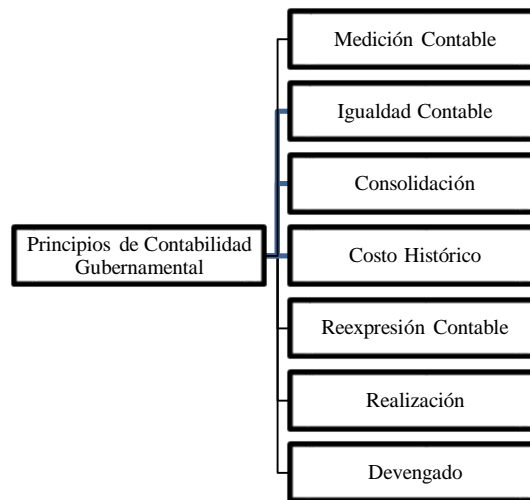 Medición Contable
Igualdad Contable
Consolidación
Principios de Contabilidad
Gubernamental
Costo Histórico
Reexpresión Contable
Realización
Devengado